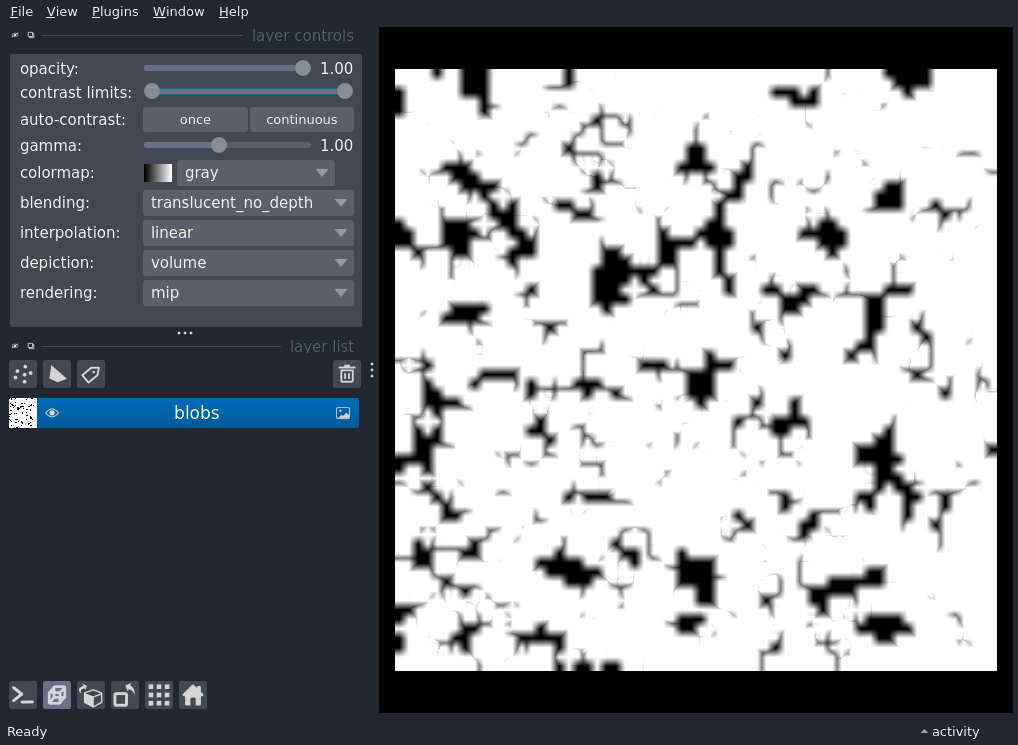 File View Plugins Window Help
layer controls
opacity: 1.00
contrast limits:
auto-contrast: once continuous
gamma: 1.00
colormap: gray
blending: translucent_no_depth
interpolation: linear
depiction: volume
rendering: mip
layer list
blobs
Ready activity